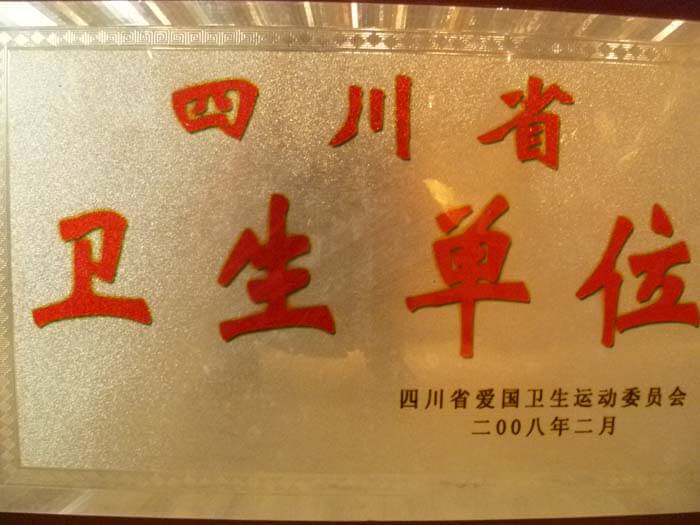 四川省
卫生单位
四川省爱国卫生运动委员会
二00八年二月